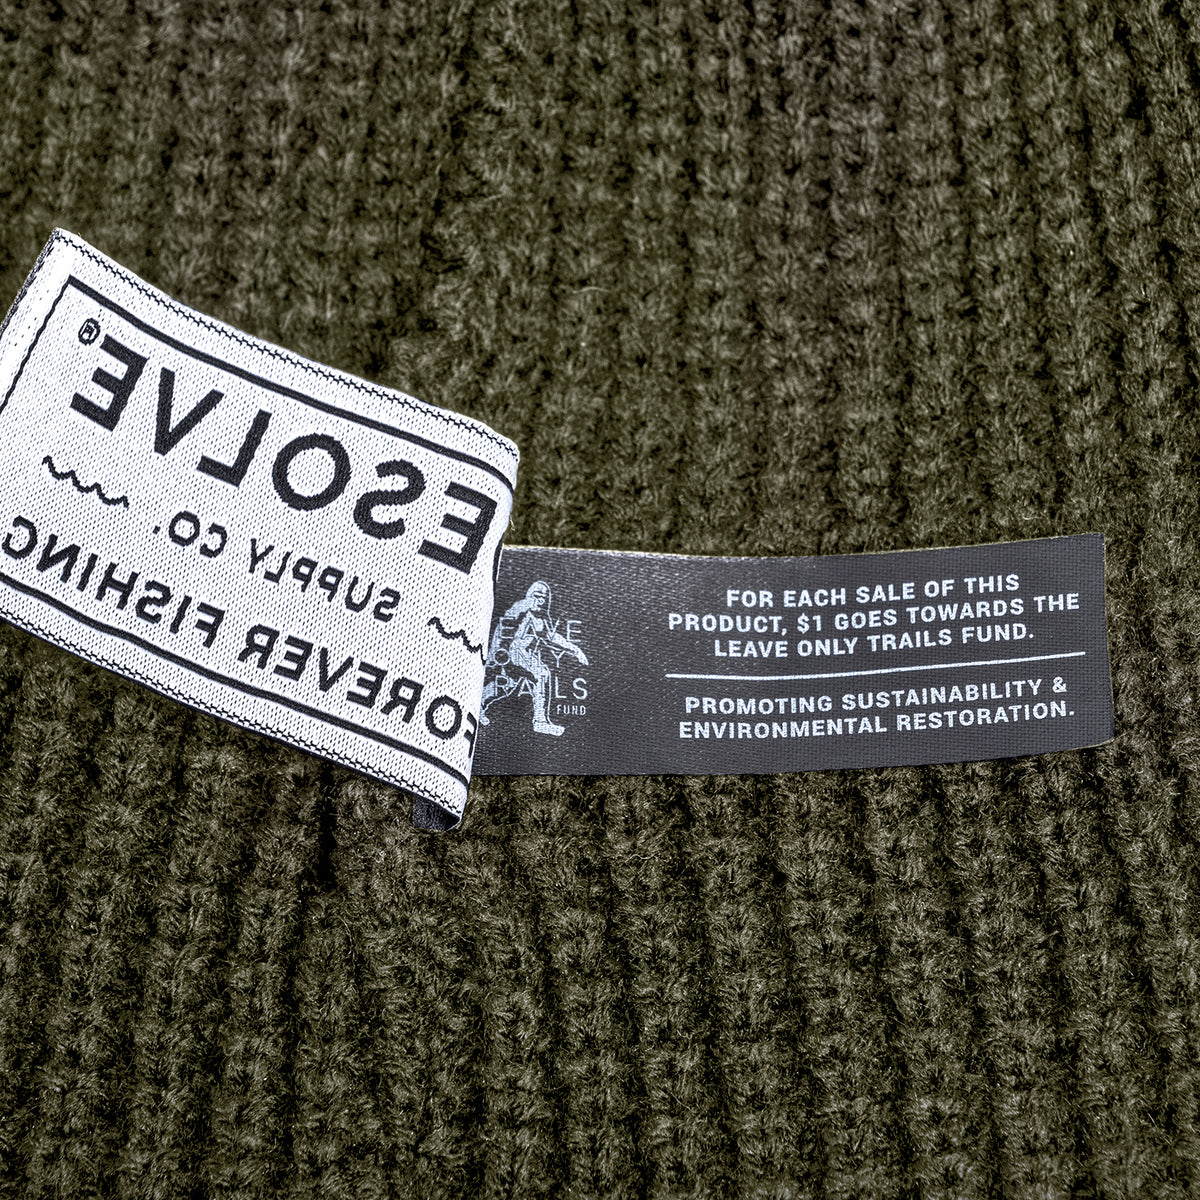 ESOLVE®
SUPPLY CO.
FOREVER FISHING
FUND
FOR EACH SALE OF THIS
PRODUCT, $1 GOES TOWARDS THE
LEAVE ONLY TRAILS FUND.
PROMOTING SUSTAINABILITY &
ENVIRONMENTAL RESTORATION.